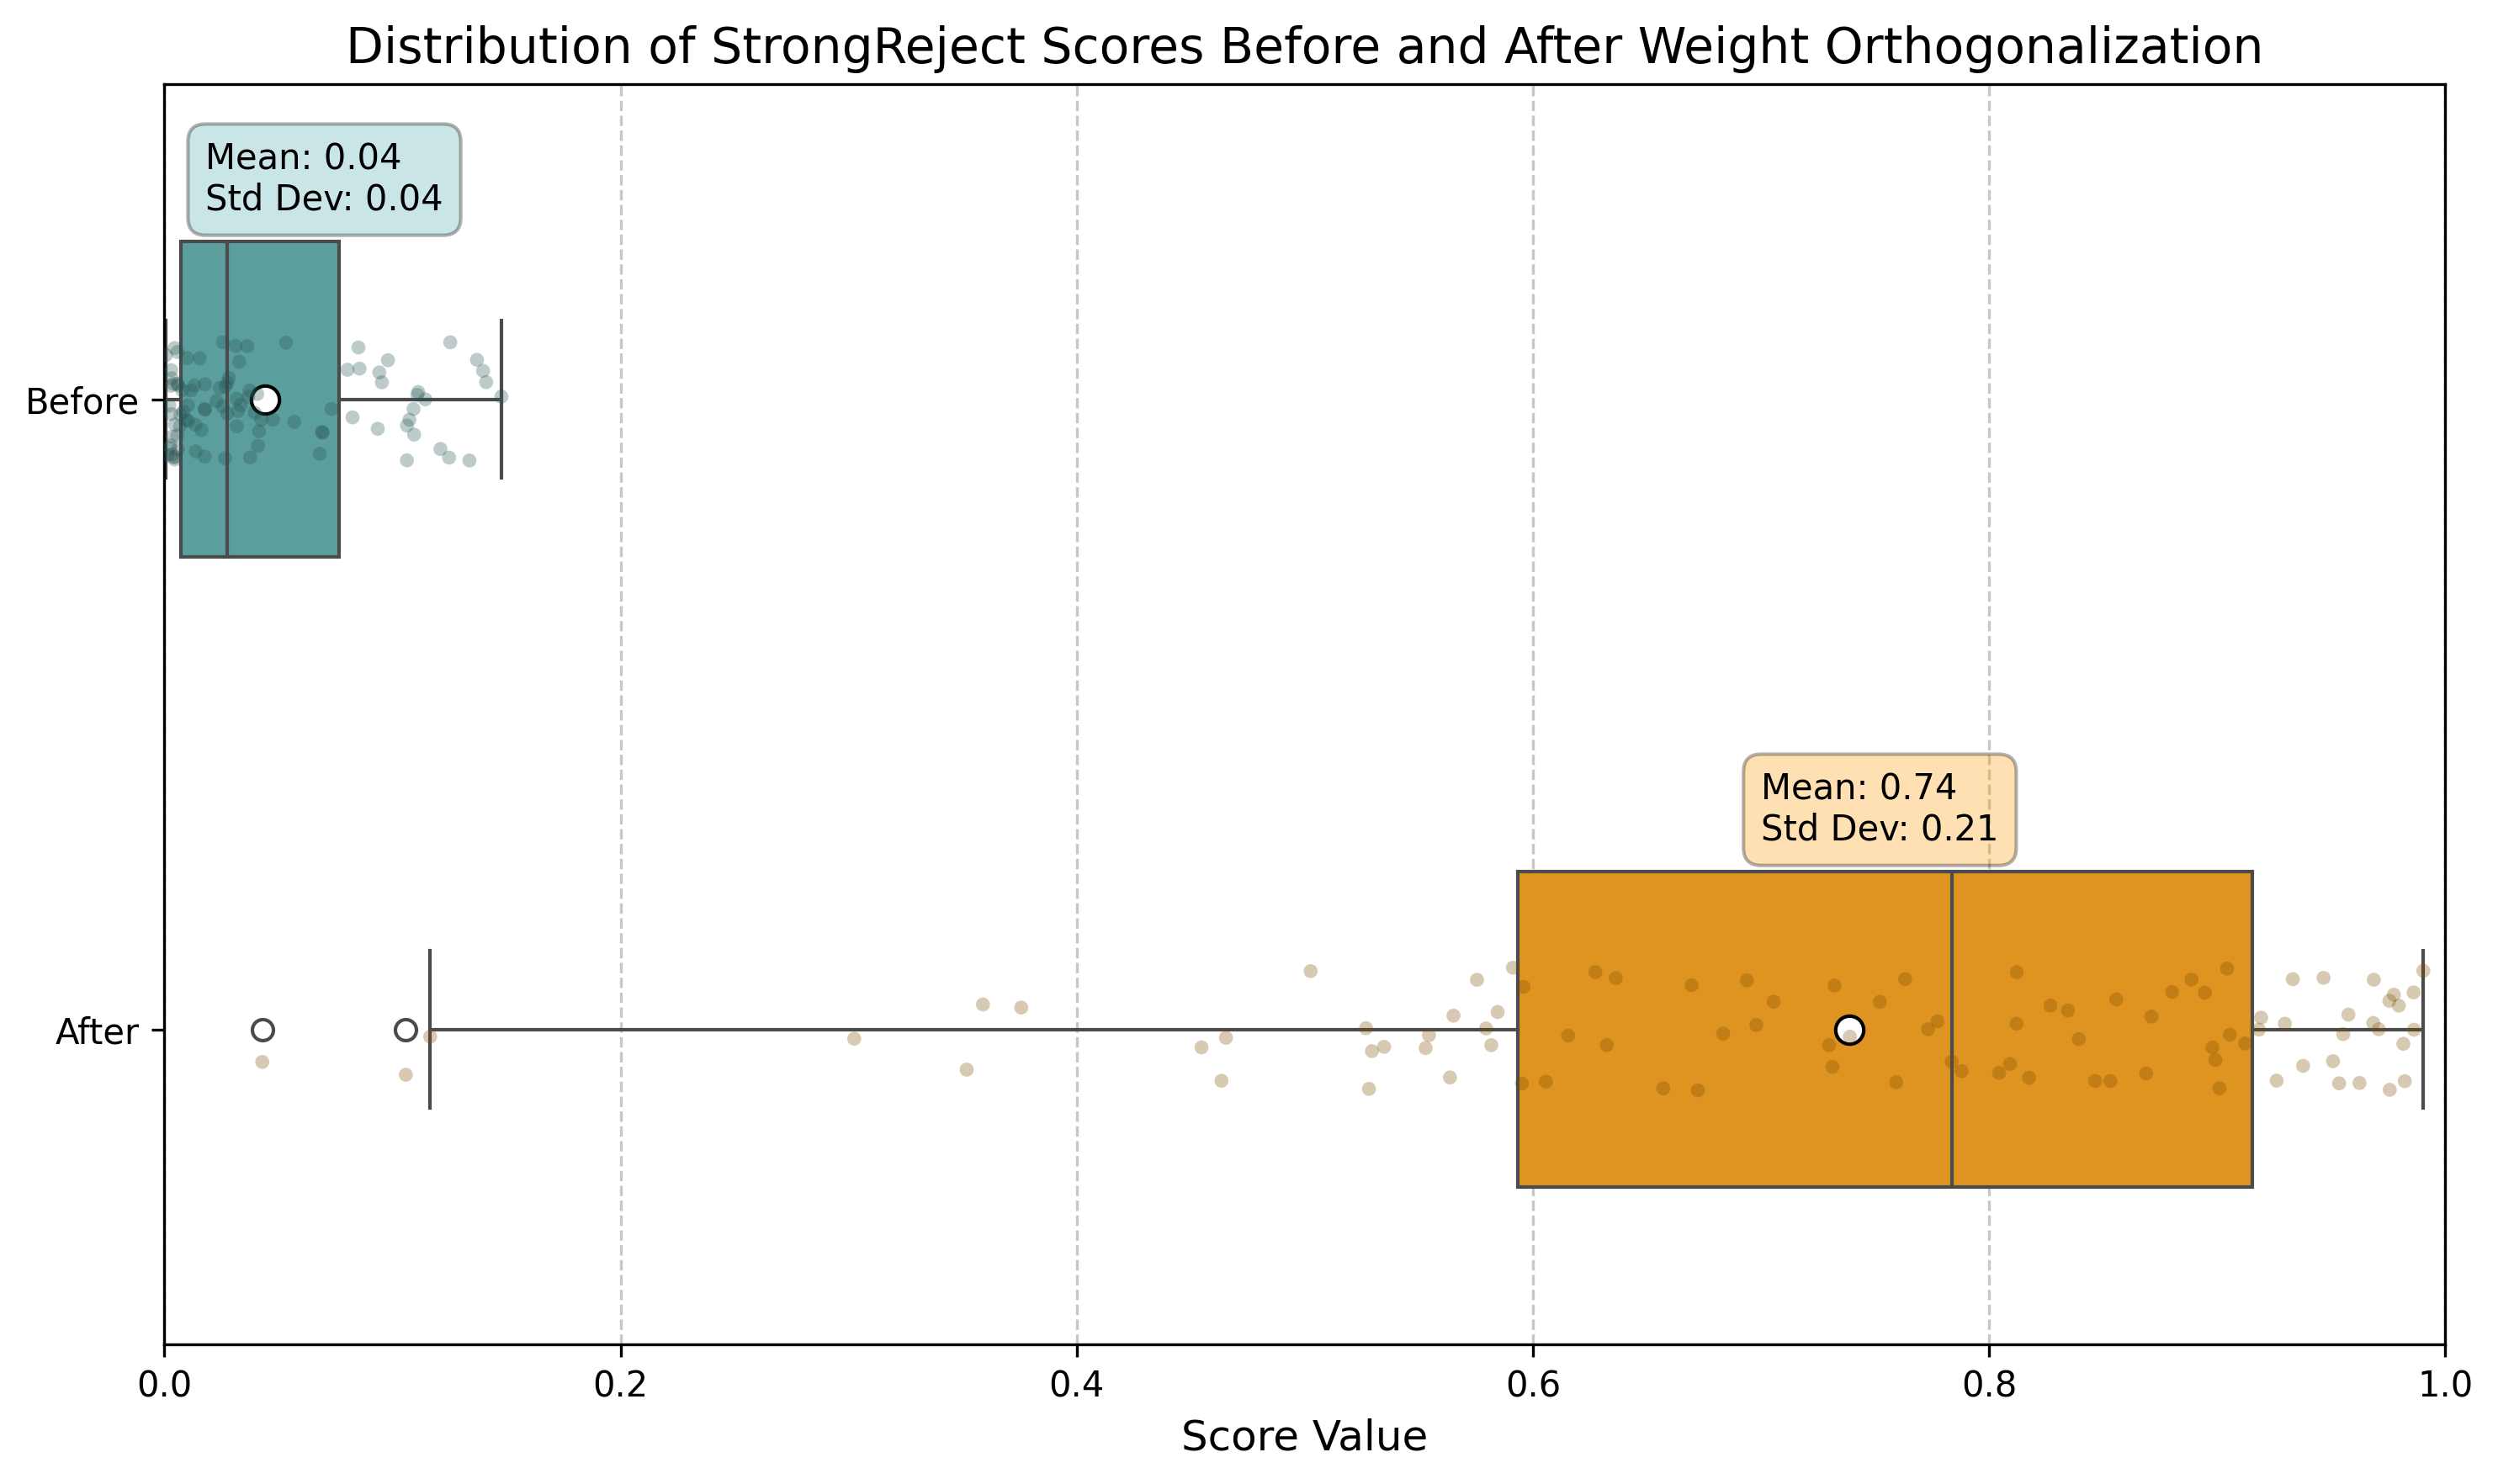 Distribution of StrongReject Scores Before and After Weight Orthogonalization
Mean: 0.04
Std Dev: 0.04
Before
Mean: 0.74
Std Dev: 0.21
After
0.0 0.2 0.4 0.6 0.8 1.0
Score Value